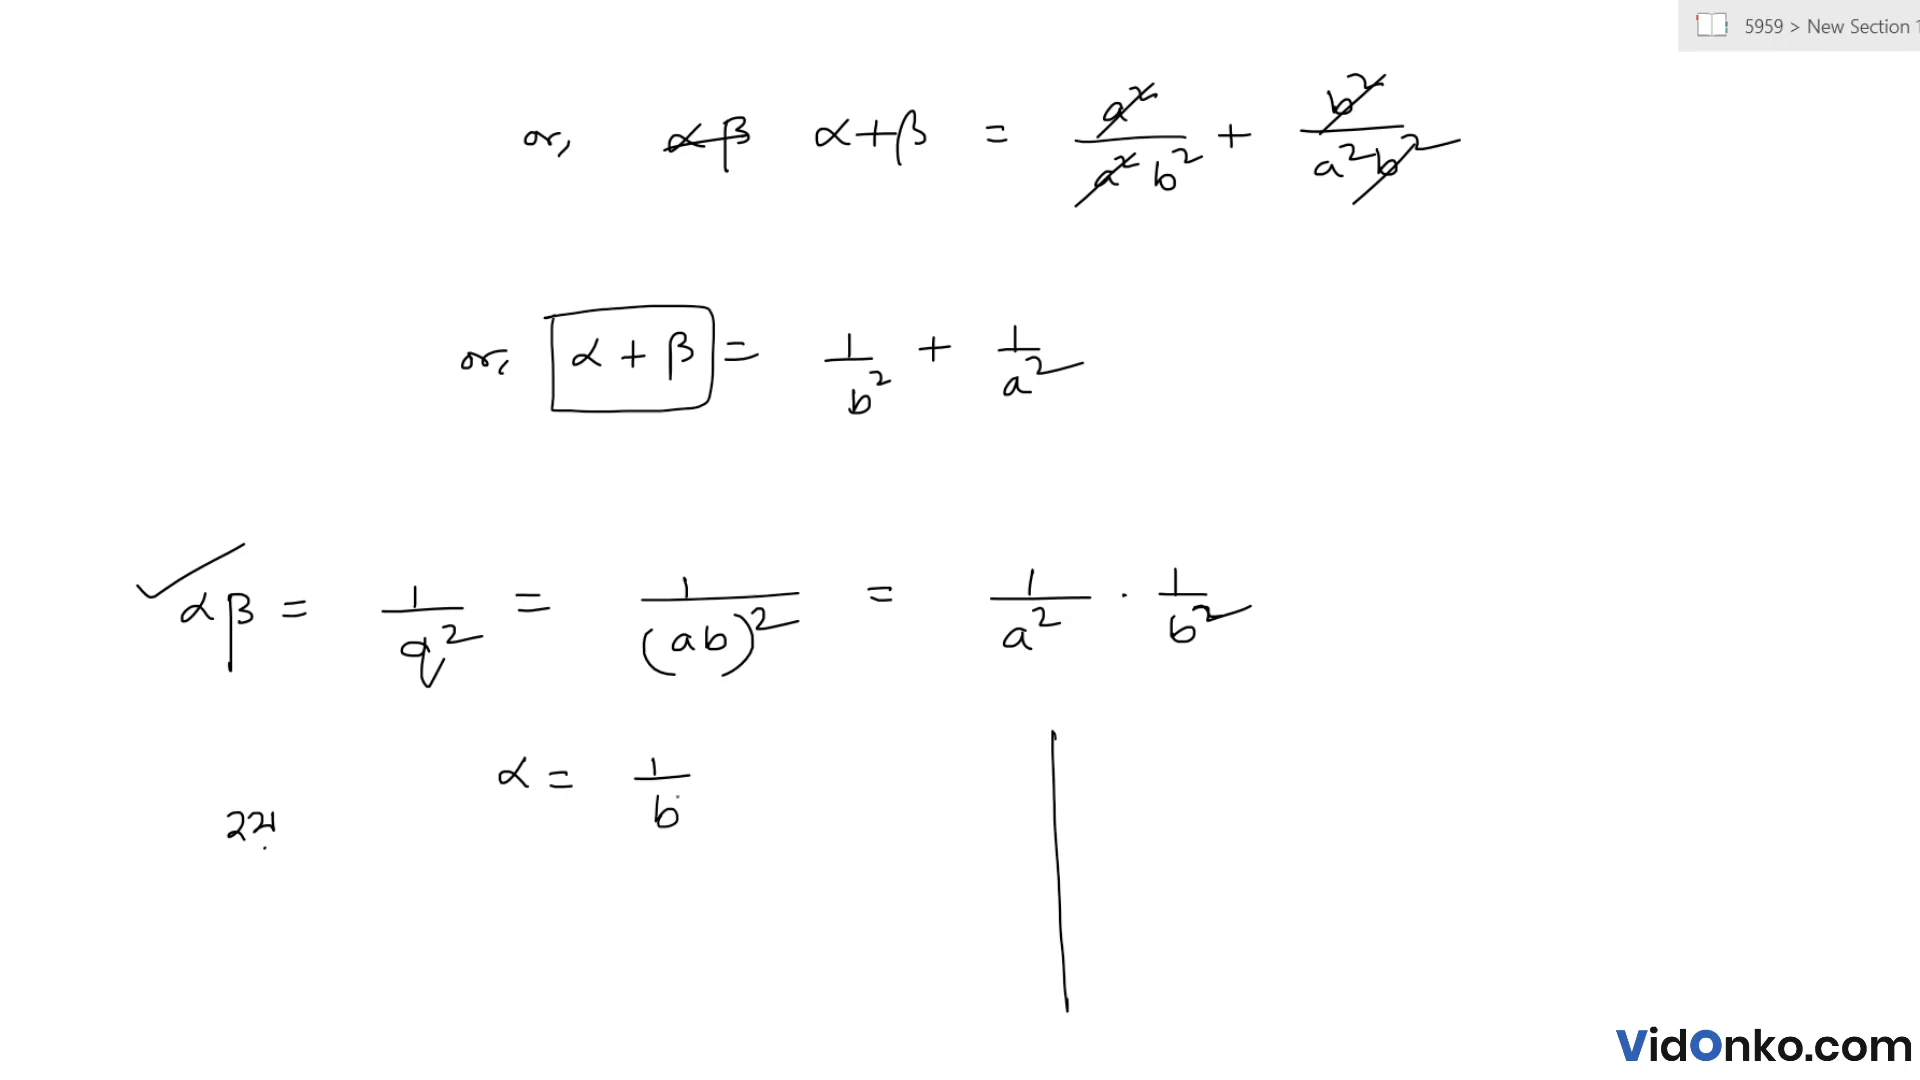 5959 > New Section 1
or, αβ α+β = a²/a²b² + b²/a²b²
or, α + β = 1/b² + 1/a²
αβ = 1/q² = 1/(ab)² = 1/a² · 1/b²
α = 1/b
VidOnko.com